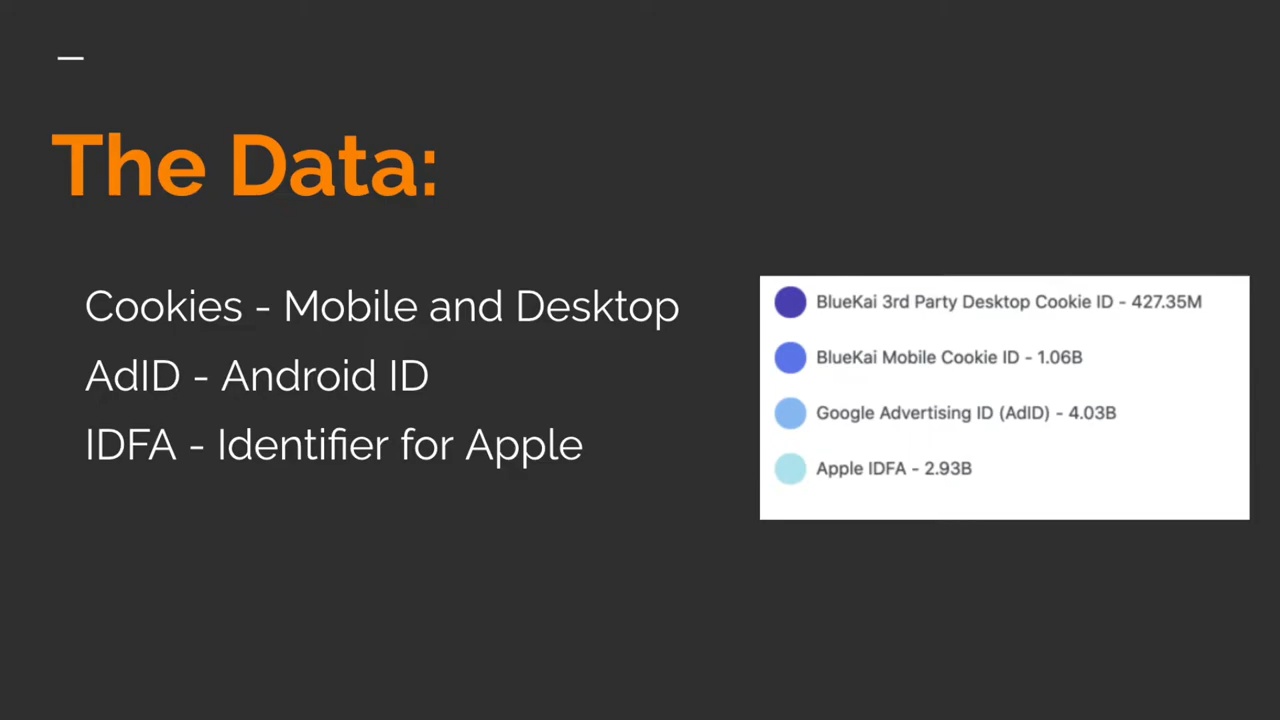 The Data:
Cookies - Mobile and Desktop
AdID - Android ID
IDFA - Identifier for Apple
BlueKai 3rd Party Desktop Cookie ID - 427.35M
BlueKai Mobile Cookie ID - 1.06B
Google Advertising ID (AdID) - 4.03B
Apple IDFA - 2.93B